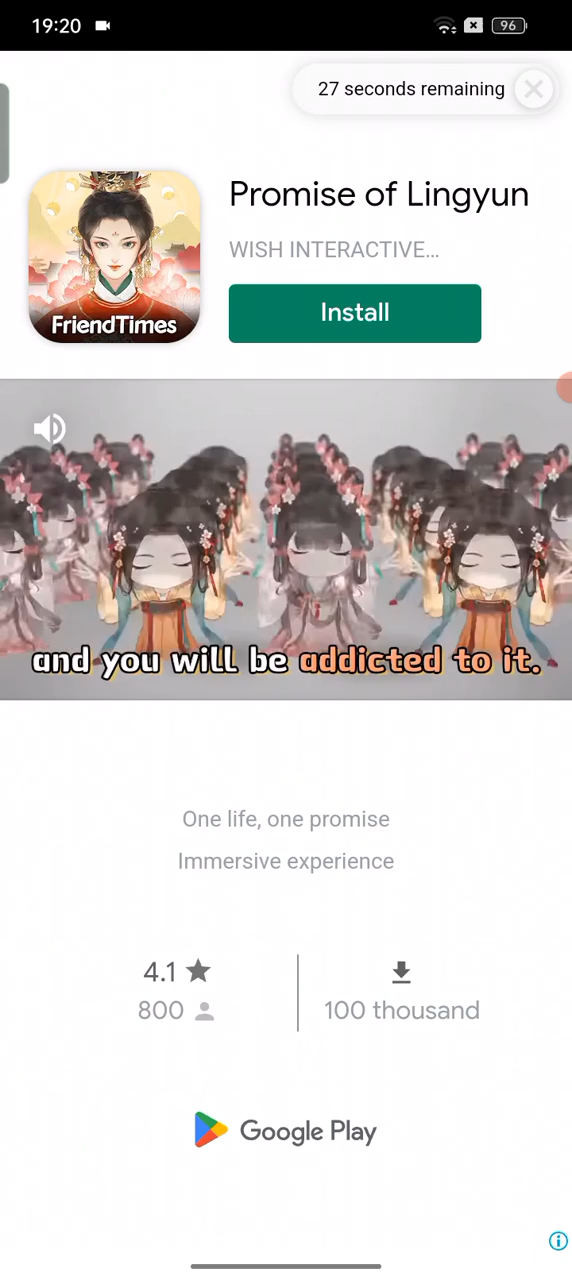 19:20
96
27 seconds remaining
Promise of Lingyun
WISH INTERACTIVE...
FriendTimes
Install
and you will be addicted to it.
One life, one promise
Immersive experience
4.1
800
100 thousand
Google Play